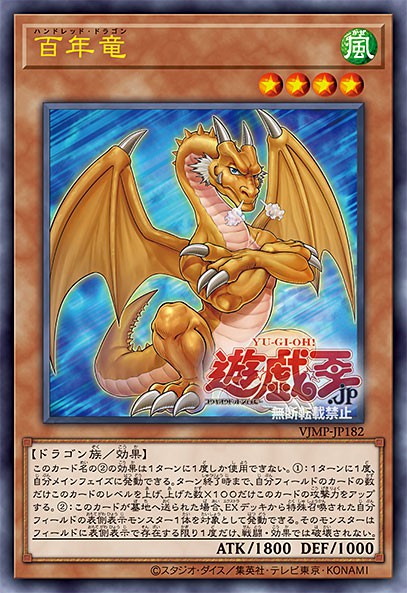 ハンドレッド・ドラゴン
百年竜
かぜ
風
YU-GI-OH!
遊戯王
.jp
無断転載禁止
VJMP-JP182
【ドラゴン族／効果】
このカード名の②の効果は1ターンに1度しか使用できない。①：1ターンに1度、
自分メインフェイズに発動できる。ターン終了時まで、自分フィールドのカードの数
だけこのカードのレベルを上げ、上げた数×100だけこのカードの攻撃力をアップ
する。②：このカードが墓地へ送られた場合、EXデッキから特殊召喚された自分
フィールドの表側表示モンスター1体を対象として発動できる。そのモンスターは
フィールドに表側表示で存在する限り1度だけ、戦闘・効果では破壊されない。
ATK/1800 DEF/1000
©スタジオ・ダイス／集英社・テレビ東京・KONAMI